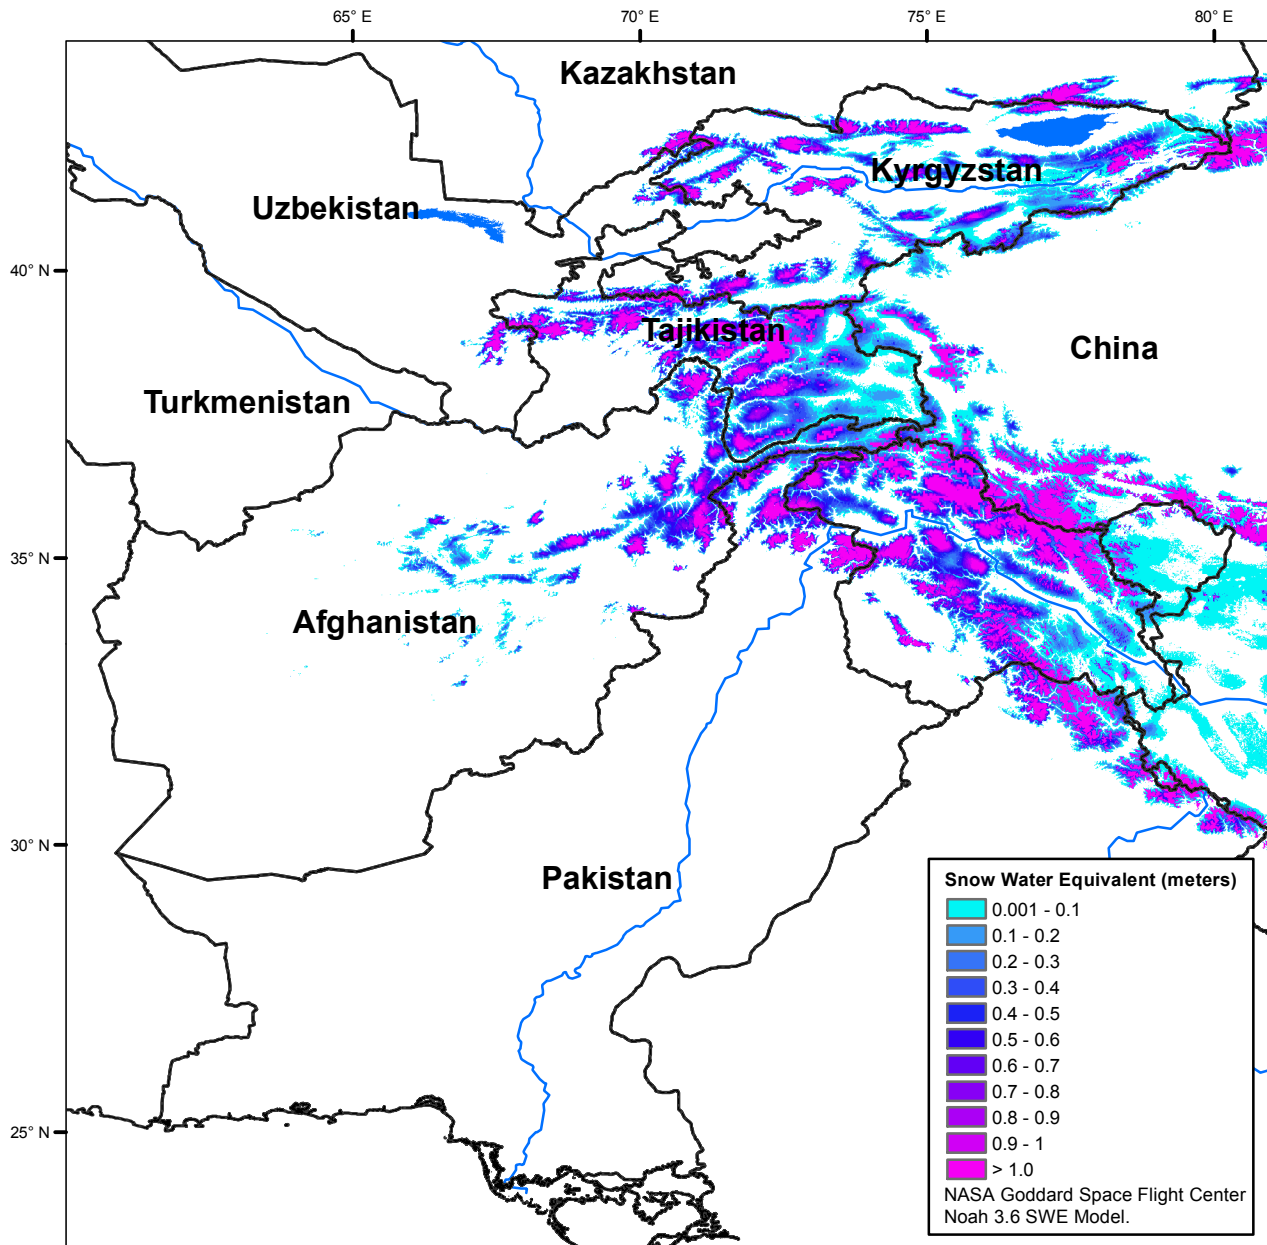 65° E
70° E
75° E
80° E
Kazakhstan
Kyrgyzstan
Uzbekistan
40° N
Tajikistan
China
Turkmenistan
35° N
Afghanistan
30° N
Pakistan
25° N
Snow Water Equivalent (meters)
0.001 - 0.1
0.1 - 0.2
0.2 - 0.3
0.3 - 0.4
0.4 - 0.5
0.5 - 0.6
0.6 - 0.7
0.7 - 0.8
0.8 - 0.9
0.9 - 1
> 1.0
NASA Goddard Space Flight Center
Noah 3.6 SWE Model.